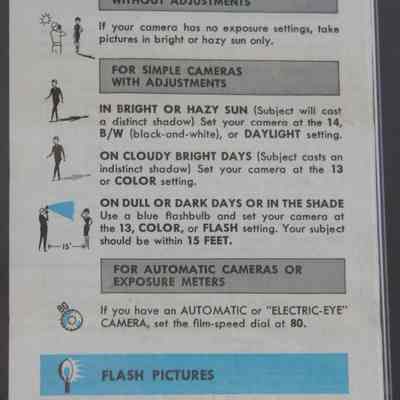 WITHOUT ADJUSTMENTS
If your camera has no exposure settings, take
pictures in bright or hazy sun only.
FOR SIMPLE CAMERAS
WITH ADJUSTMENTS
IN BRIGHT OR HAZY SUN (Subject will cast
a distinct shadow) Set your camera at the 14,
B/W (black-and-white), or DAYLIGHT setting.
ON CLOUDY BRIGHT DAYS (Subject casts an
indistinct shadow) Set your camera at the 13
or COLOR setting.
ON DULL OR DARK DAYS OR IN THE SHADE
Use a blue flashbulb and set your camera at
the 13, COLOR, or FLASH setting. Your subject
should be within 15 FEET.
15'
FOR AUTOMATIC CAMERAS OR
EXPOSURE METERS
80
If you have an AUTOMATIC or "ELECTRIC-EYE"
CAMERA, set the film-speed dial at 80.
FLASH PICTURES